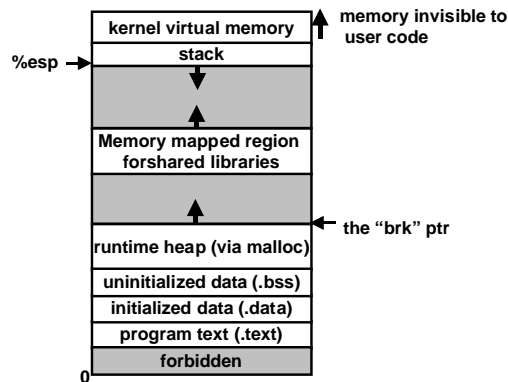 kernel virtual memory
memory invisible to
user code
%esp
stack
Memory mapped region
forshared libraries
the “brk” ptr
runtime heap (via malloc)
uninitialized data (.bss)
initialized data (.data)
program text (.text)
forbidden
0